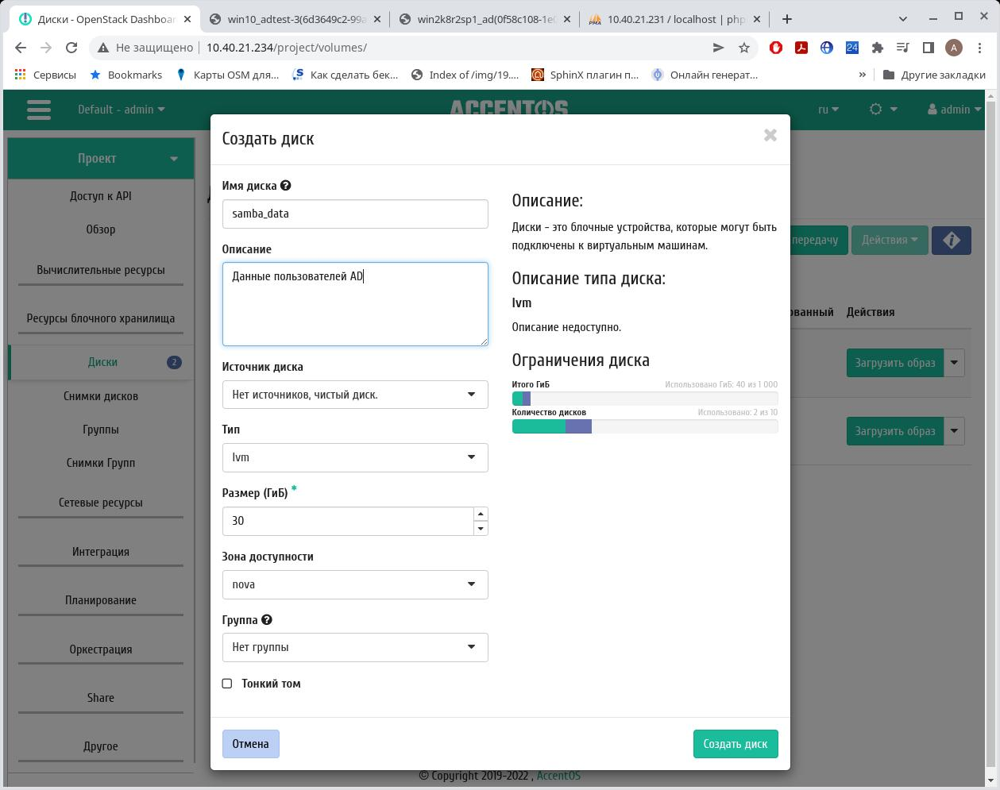 Диски - OpenStack Dashboar
win10_adtest-3(6d3649c2-99a
win2k8r2sp1_ad(0f58c108-1e0
10.40.21.231 / localhost | php
Не защищено
10.40.21.234/project/volumes/
24
A
Сервисы
Bookmarks
Карты OSM для...
Как сделать бек...
Index of /img/19....
SphinX плагин п...
Онлайн генерат...
»
Другие закладки
Default - admin
ACCENTOS
ru
admin
Проект
Доступ к API
Обзор
Вычислительные ресурсы
Ресурсы блочного хранилища
Диски
2
Снимки дисков
Группы
Снимки Групп
Сетевые ресурсы
Интеграция
Планирование
Оркестрация
Share
Другое
Создать диск
Имя диска
samba_data
Описание
Данные пользователей AD
Источник диска
Нет источников, чистый диск.
Тип
lvm
Размер (ГиБ) *
30
Зона доступности
nova
Группа
Нет группы
Тонкий том
Описание:
Диски - это блочные устройства, которые могут быть
подключены к виртуальным машинам.
Описание типа диска:
lvm
Описание недоступно.
Ограничения диска
Итого ГиБ
Использовано ГиБ: 40 из 1 000
Количество дисков
Использовано: 2 из 10
Отмена
Создать диск
передачу
Действия
ованный
Действия
Загрузить образ
Загрузить образ
© Copyright 2019-2022 , AccentOS